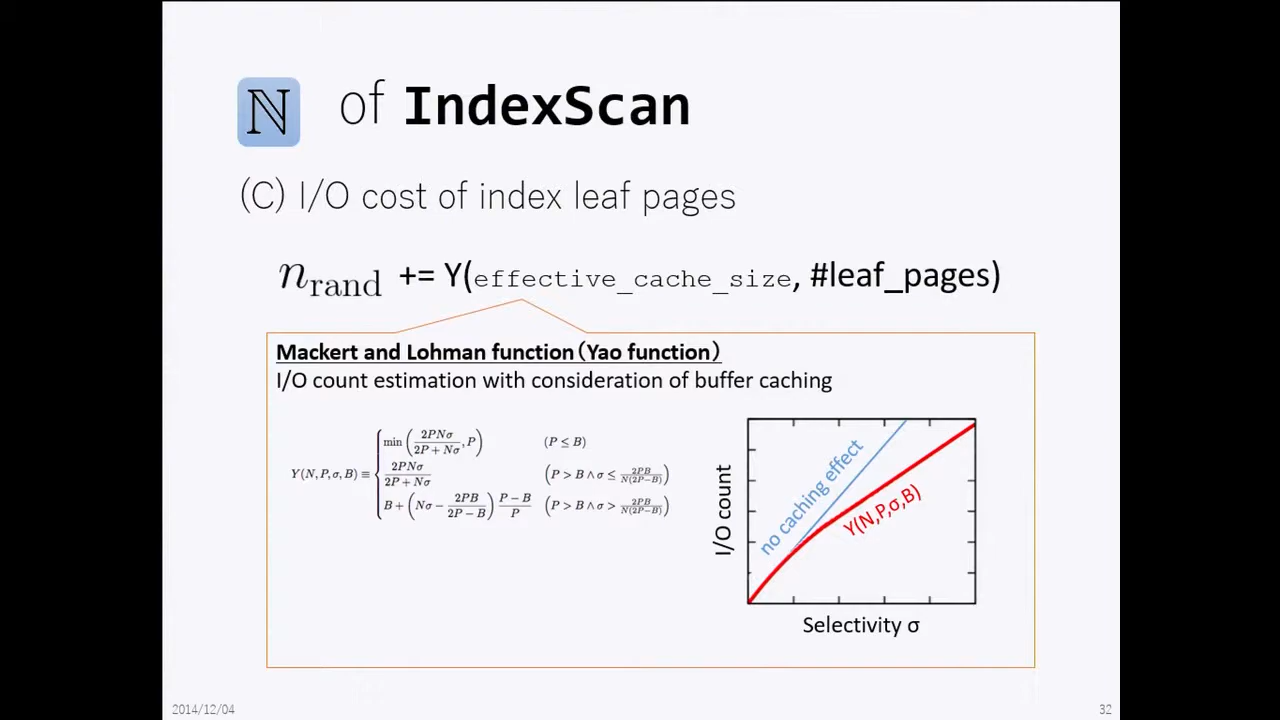 ℕ of IndexScan
(C) I/O cost of index leaf pages
n_rand += Y(effective_cache_size, #leaf_pages)
Mackert and Lohman function（Yao function）
I/O count estimation with consideration of buffer caching
Y(N,P,σ,B) ≡ { min(2PNσ/(2P+Nσ), P) (P ≤ B)
2PNσ/(2P+Nσ) (P > B ∧ σ ≤ 2PB/N(2P−B))
B + (Nσ − 2PB/(2P−B)) (P−B)/P (P > B ∧ σ > 2PB/N(2P−B))
I/O count
no caching effect
Y(N,P,σ,B)
Selectivity σ
2014/12/04
32